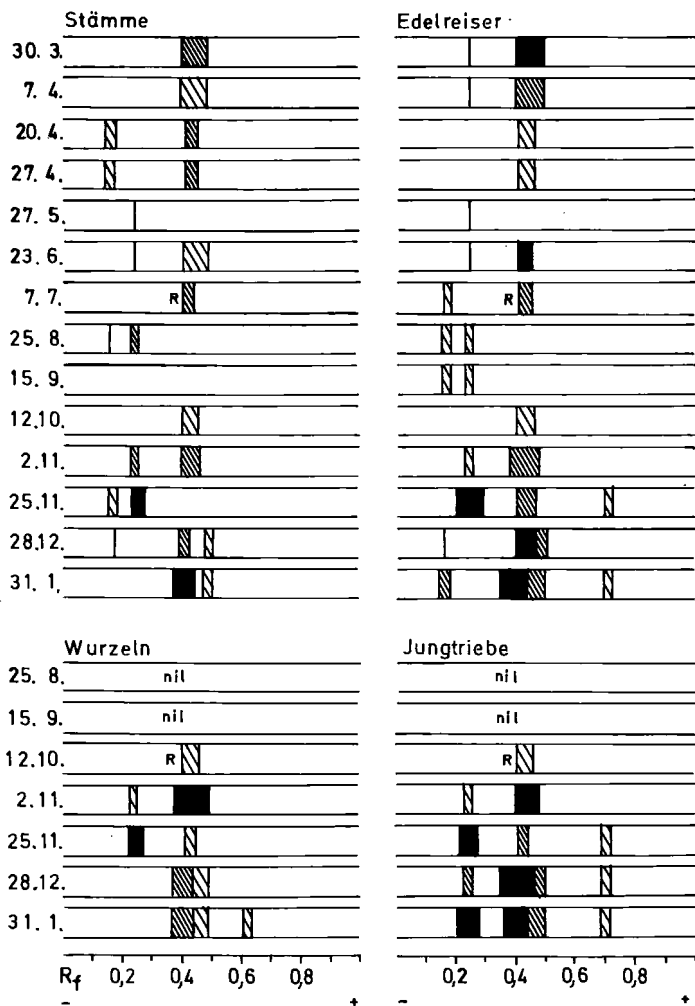 Stämme Edelreiser
30. 3.
7. 4.
20. 4.
27. 4.
27. 5.
23. 6.
7. 7. R R
25. 8.
15. 9.
12.10.
2.11.
25.11.
28.12.
31. 1.
Wurzeln Jungtriebe
25. 8. nil nil
15. 9. nil nil
12.10. R R
2.11.
25.11.
28.12.
31. 1.
Rf 0,2 0,4 0,6 0,2 0,4 0,6 0,8
- + - +